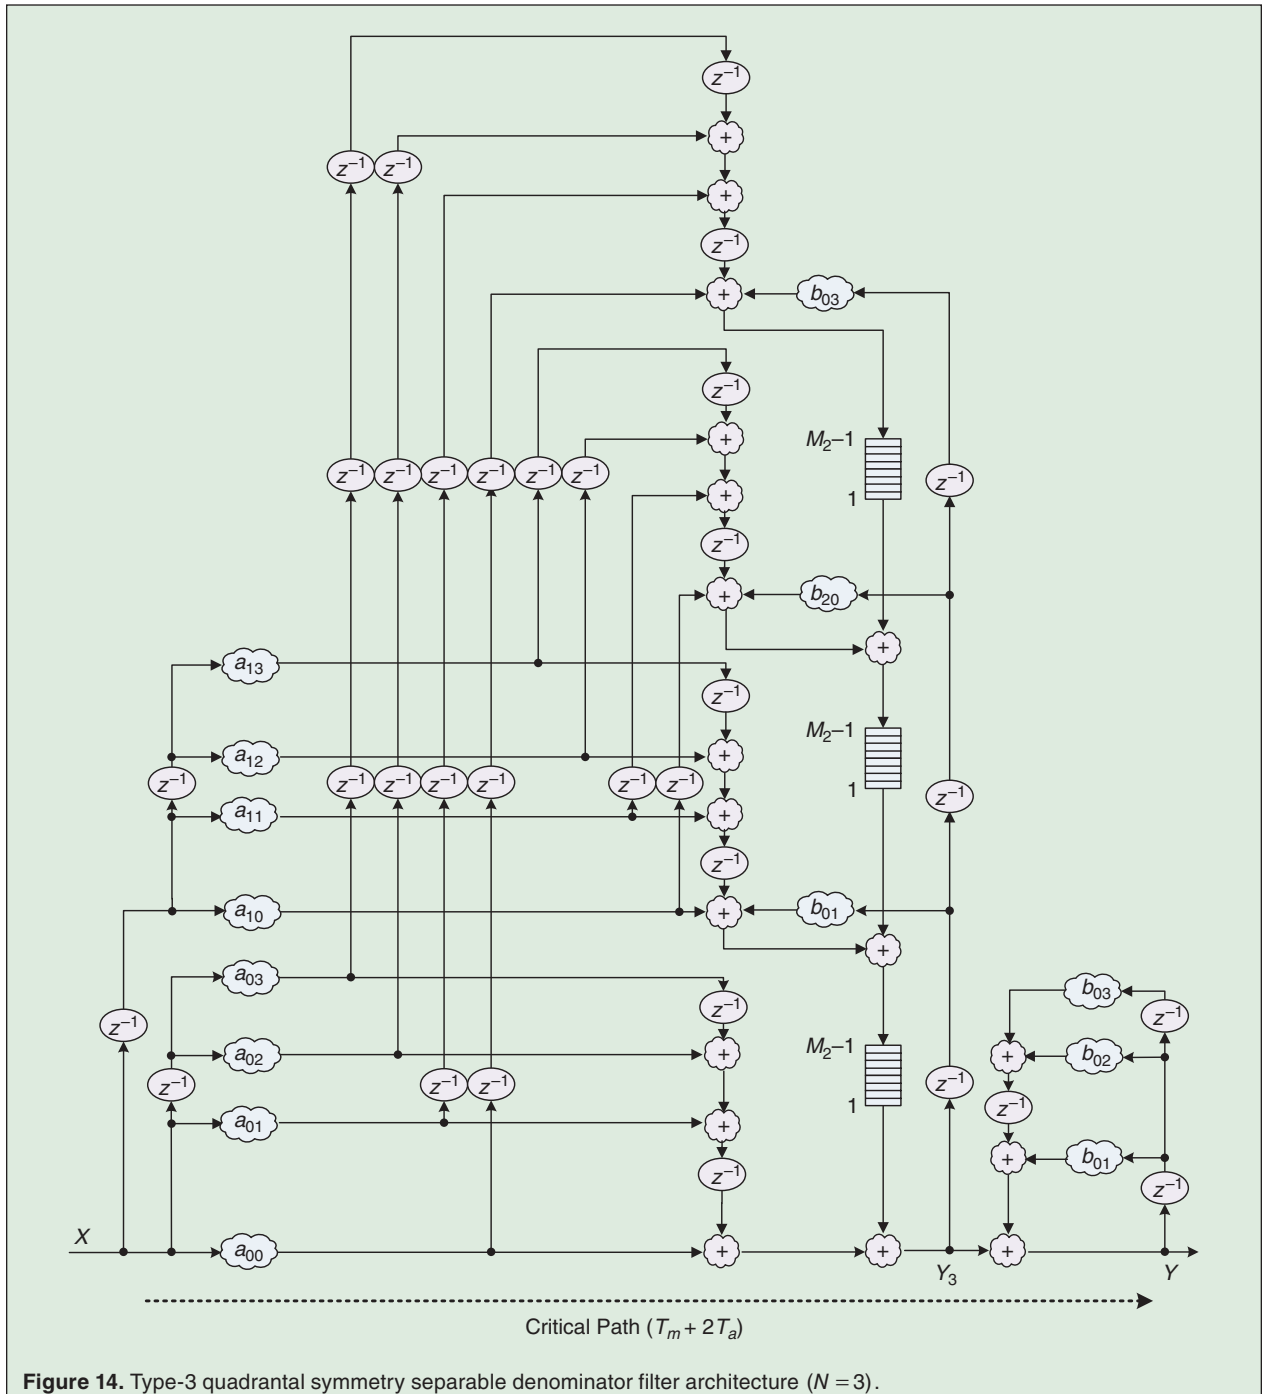 z⁻¹
+
z⁻¹ z⁻¹
+
z⁻¹
+ b₀₃
z⁻¹
+
M₂–1
z⁻¹ z⁻¹ z⁻¹ z⁻¹ z⁻¹ z⁻¹ z⁻¹
+
1
z⁻¹
+ b₂₀
+
a₁₃
z⁻¹
M₂–1
a₁₂ +
z⁻¹ z⁻¹ z⁻¹ z⁻¹ z⁻¹ z⁻¹ z⁻¹ z⁻¹
1
a₁₁ +
z⁻¹
a₁₀ + b₀₁
+
a₀₃ b₀₃
z⁻¹ z⁻¹
z⁻¹
M₂–1
a₀₂ + + b₀₂
z⁻¹ z⁻¹ z⁻¹ z⁻¹
1 z⁻¹
a₀₁ +
+ b₀₁
z⁻¹ z⁻¹
X
a₀₀ + + +
Y₃ Y
Critical Path (Tₘ + 2Tₐ)
Figure 14. Type-3 quadrantal symmetry separable denominator filter architecture (N = 3).